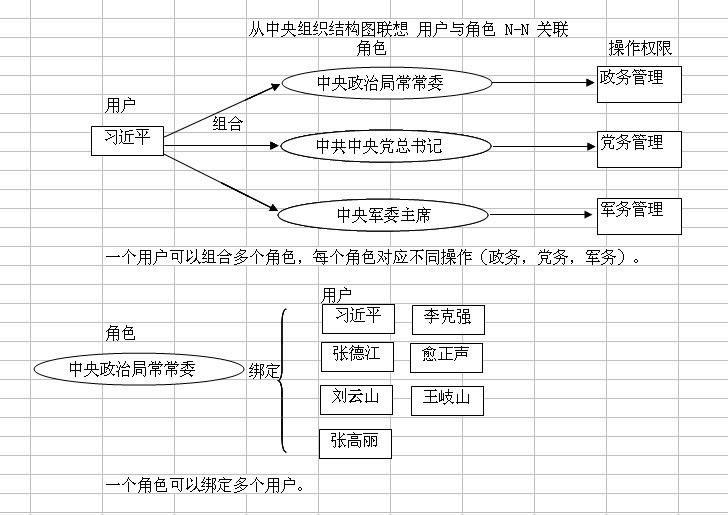 从中央组织结构图联想 用户与角色 N-N 关联
角色
操作权限
中央政治局常常委
政务管理
用户
习近平
组合
中共中央党总书记
党务管理
中央军委主席
军务管理
一个用户可以组合多个角色，每个角色对应不同操作（政务，党务，军务）。
用户
习近平
李克强
角色
张德江
愈正声
中央政治局常常委
绑定
刘云山
王岐山
张高丽
一个角色可以绑定多个用户。